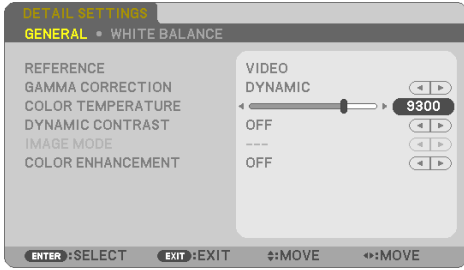 DETAIL SETTINGS
GENERAL • WHITE BALANCE
REFERENCE VIDEO
GAMMA CORRECTION DYNAMIC
COLOR TEMPERATURE 9300
DYNAMIC CONTRAST OFF
IMAGE MODE ---
COLOR ENHANCEMENT OFF
ENTER:SELECT EXIT:EXIT :MOVE :MOVE